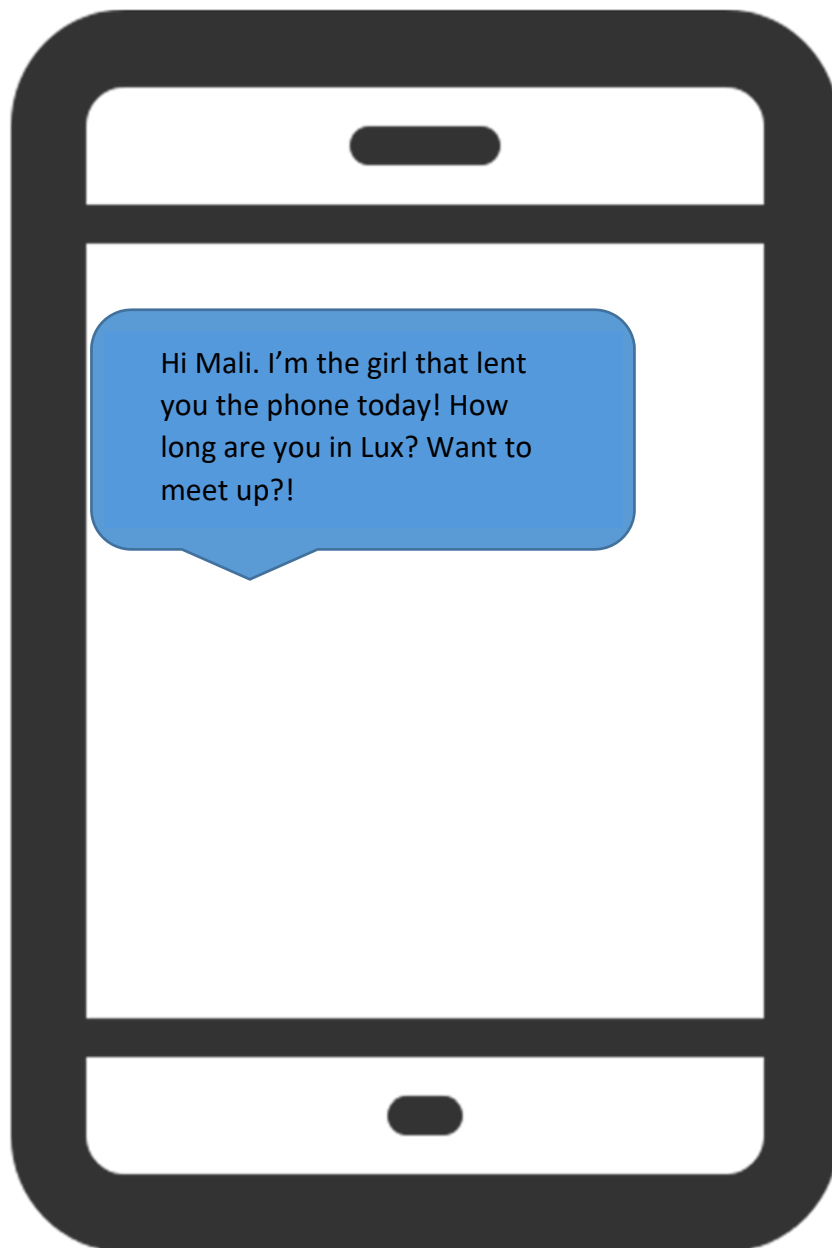 Hi Mali. I’m the girl that lent
you the phone today! How
long are you in Lux? Want to
meet up?!